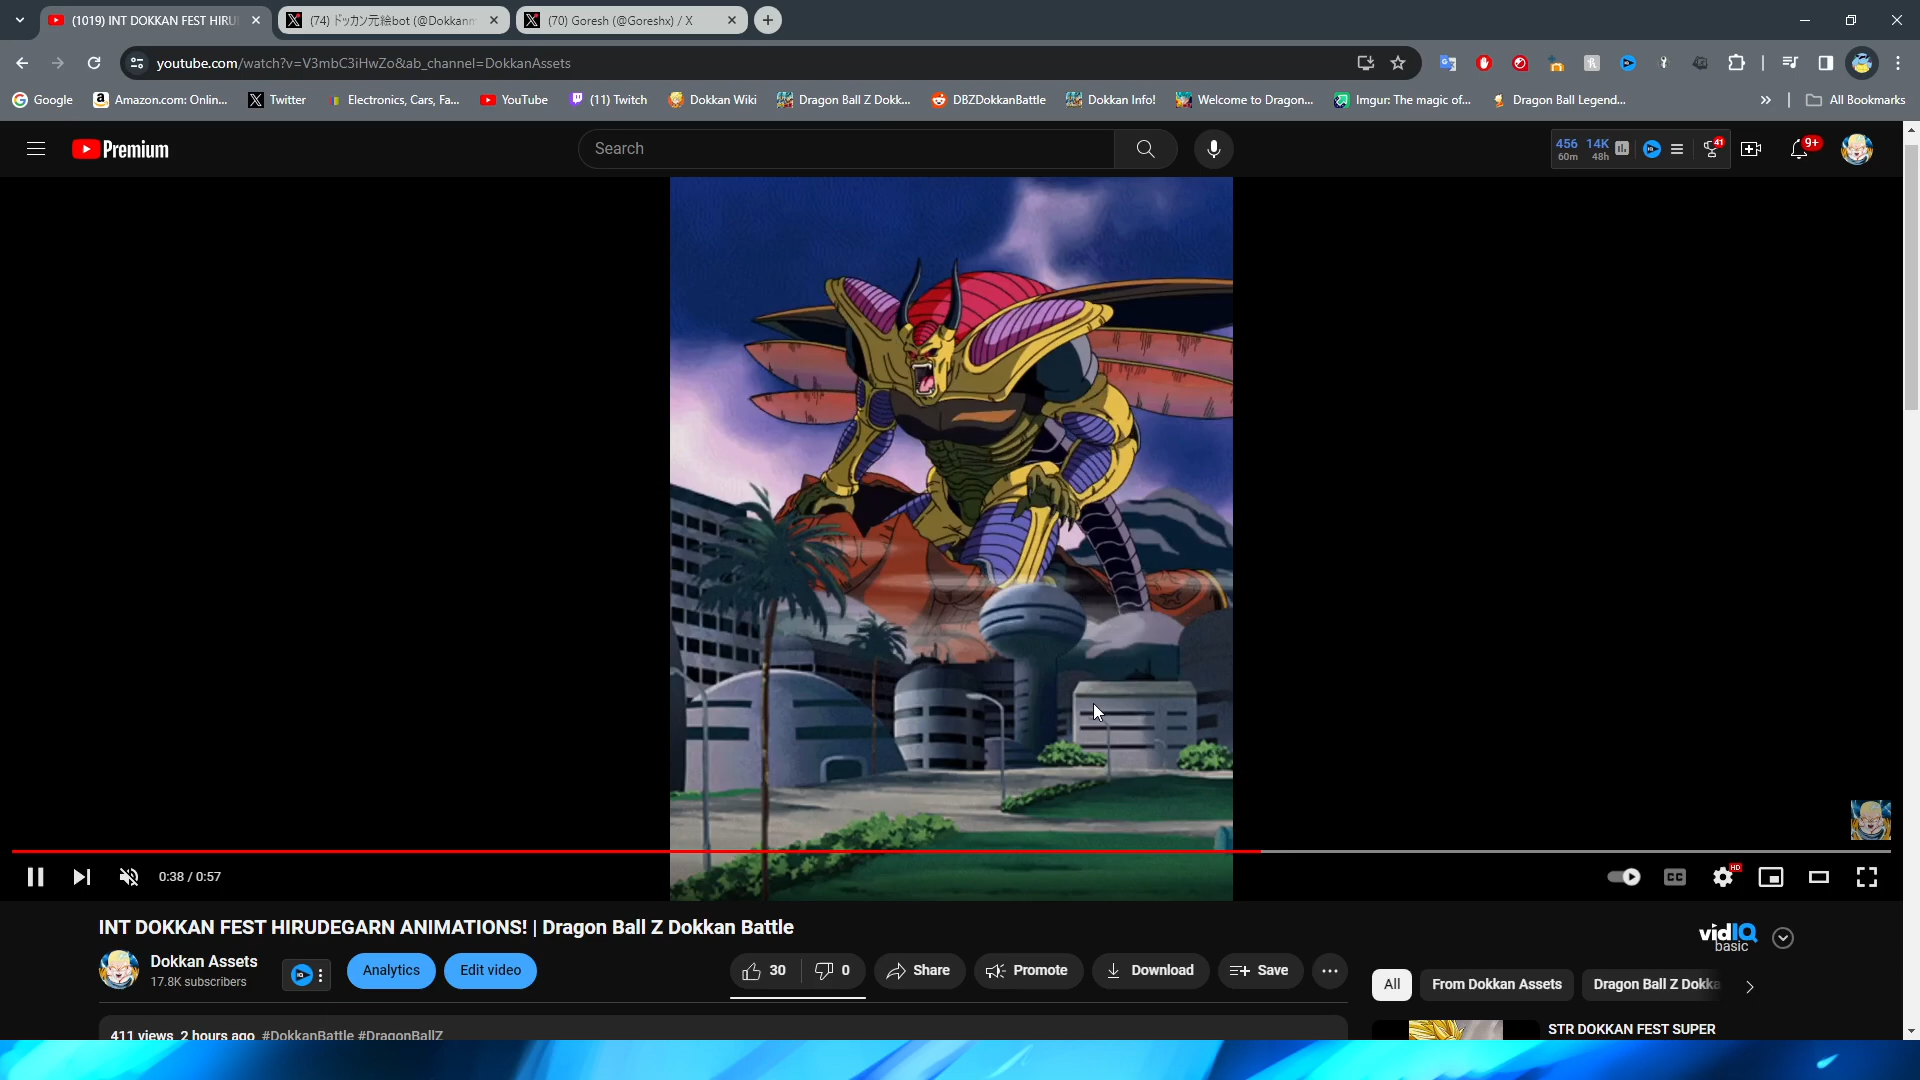 (1019) INT DOKKAN FEST HIRU
(74) ドッカン元絵bot (@Dokkanm
(70) Goresh (@Goreshx) / X
youtube.com/watch?v=V3mbC3iHwZo&ab_channel=DokkanAssets
Google
Amazon.com: Onlin...
Twitter
Electronics, Cars, Fa...
YouTube
(11) Twitch
Dokkan Wiki
Dragon Ball Z Dokk...
DBZDokkanBattle
Dokkan Info!
Welcome to Dragon...
Imgur: The magic of...
Dragon Ball Legend...
All Bookmarks
Premium
Search
456 14K
60m 48h
41
9+
0:38 / 0:57
CC
HD
INT DOKKAN FEST HIRUDEGARN ANIMATIONS! | Dragon Ball Z Dokkan Battle
vidIQ
basic
Dokkan Assets
17.8K subscribers
Analytics
Edit video
30
0
Share
Promote
Download
Save
All
From Dokkan Assets
Dragon Ball Z Dokka
411 views 2 hours ago #DokkanBattle #DragonBallZ
STR DOKKAN FEST SUPER